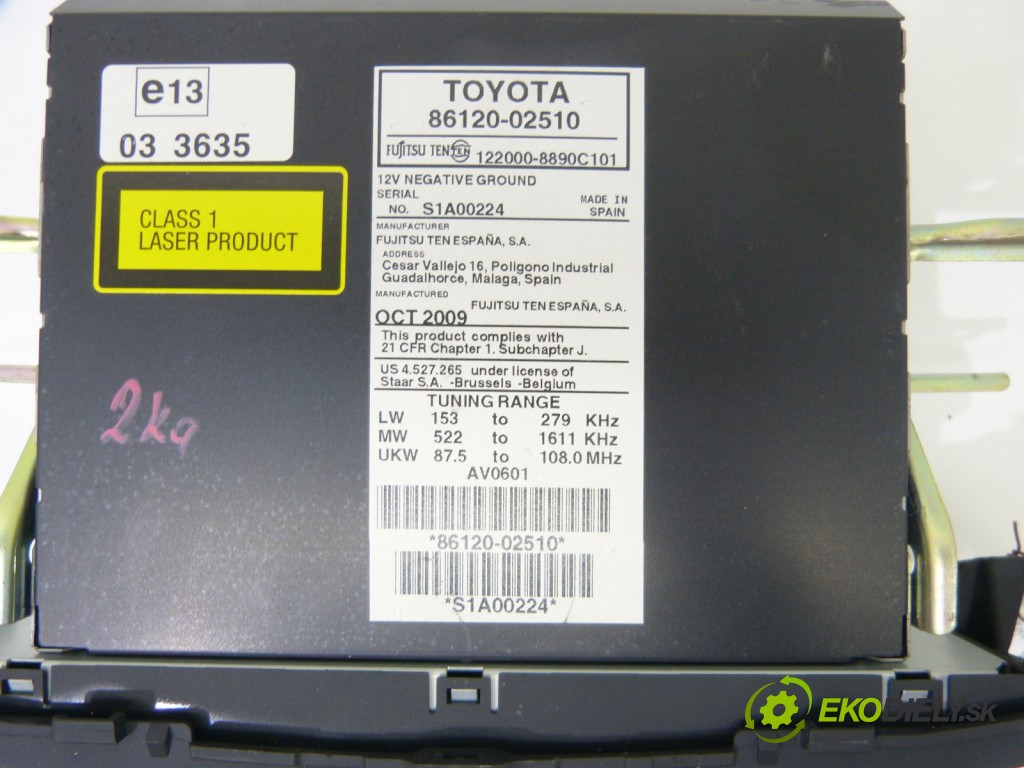 e13
03 3635
CLASS 1
LASER PRODUCT
2kg
TOYOTA
86120-02510
FUJITSU TEN TEN 122000-8890C101
12V NEGATIVE GROUND
SERIAL
NO. S1A00224
MADE IN
SPAIN
MANUFACTURER
FUJITSU TEN ESPAÑA, S.A.
ADDRESS
Cesar Vallejo 16, Poligono Industrial
Guadalhorce, Malaga, Spain
MANUFACTURED
FUJITSU TEN ESPAÑA, S.A.
OCT 2009
This product complies with
21 CFR Chapter 1. Subchapter J.
US 4.527.265 under license of
Staar S.A. -Brussels -Belgium
TUNING RANGE
LW 153 to 279 KHz
MW 522 to 1611 KHz
UKW 87.5 to 108.0 MHz
AV0601
*86120-02510*
*S1A00224*
EKODIELY.SK